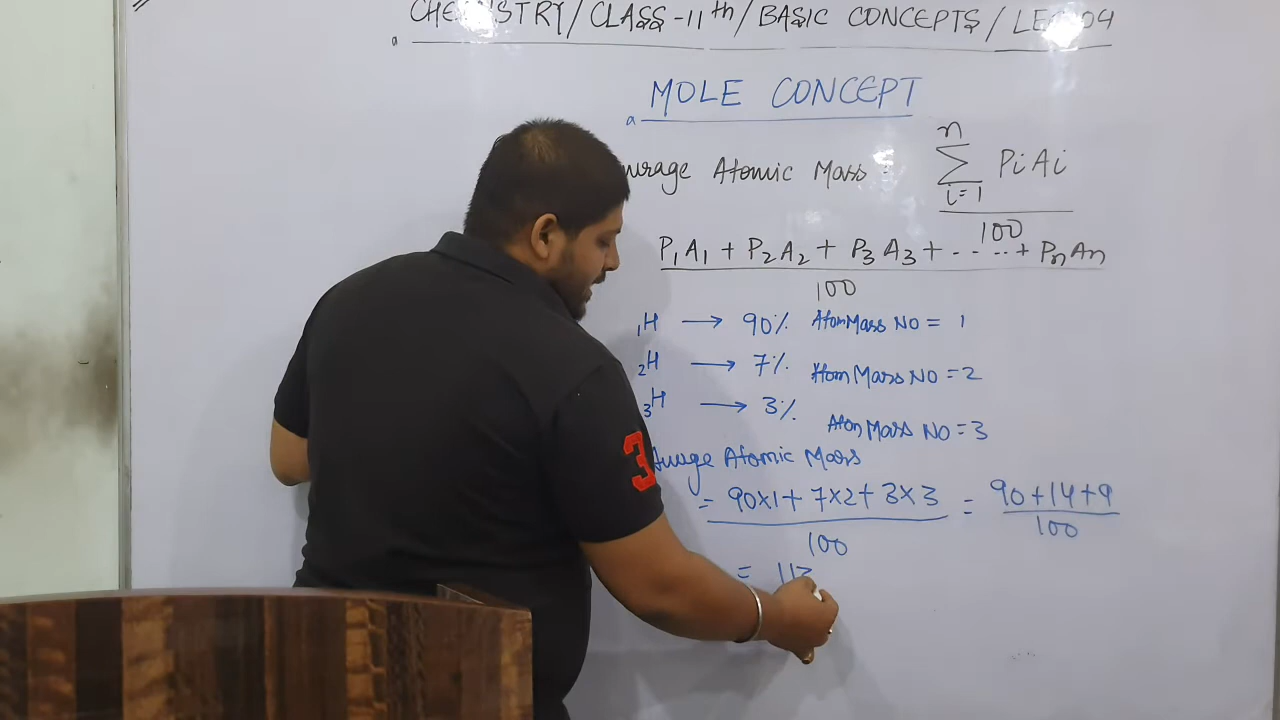 CHEMISTRY/CLASS-11th/BASIC CONCEPTS/LEC 04
MOLE CONCEPT
Atomic Mass : n Σ i=1 PiAi / 100
P1A1 + P2A2 + P3A3 + ..... + PnAn / 100
1H → 90% Atom Mass NO = 1
2H → 7% Atom Mass NO = 2
3H → 3% Atom Mass NO = 3
Average Atomic Mass
= 90x1 + 7x2 + 3x3 / 100 = 90+14+9 / 100
= 113
3